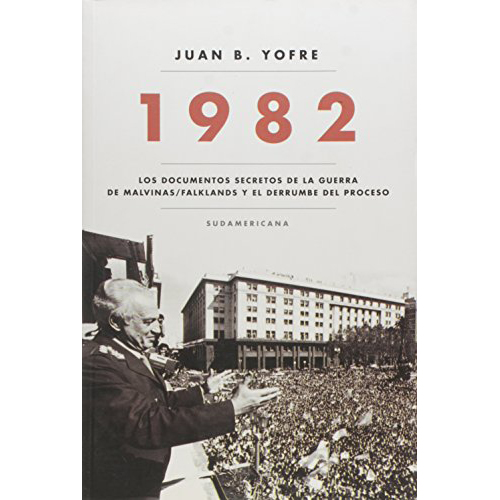 JUAN B. YOFRE
1982
LOS DOCUMENTOS SECRETOS DE LA GUERRA
DE MALVINAS/FALKLANDS Y EL DERRUMBE DEL PROCESO
SUDAMERICANA